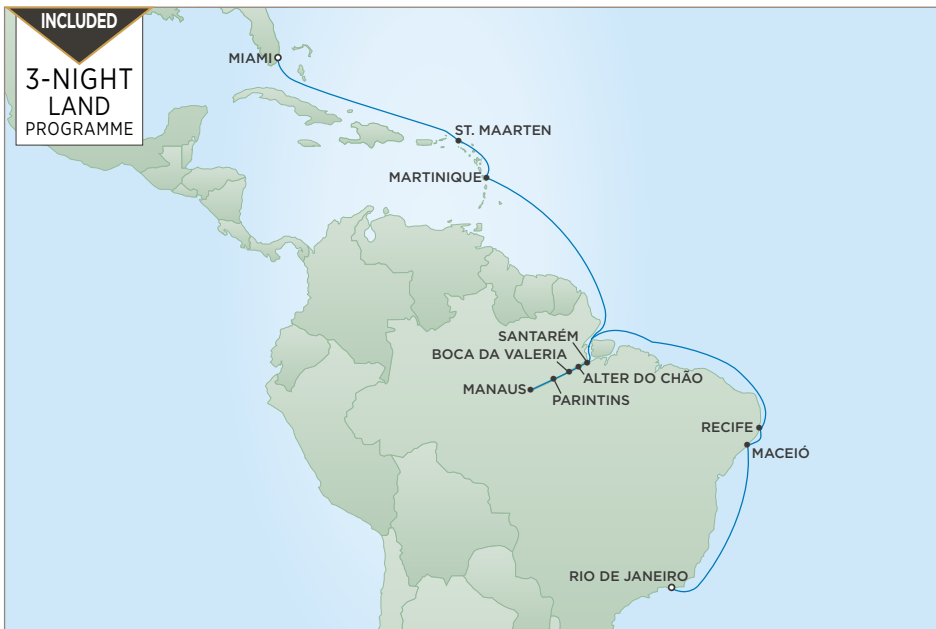 INCLUDED
3-NIGHT
LAND
PROGRAMME
MIAMI
ST. MAARTEN
MARTINIQUE
SANTARÉM
BOCA DA VALERIA
ALTER DO CHÃO
MANAUS
PARINTINS
RECIFE
MACEIÓ
RIO DE JANEIRO